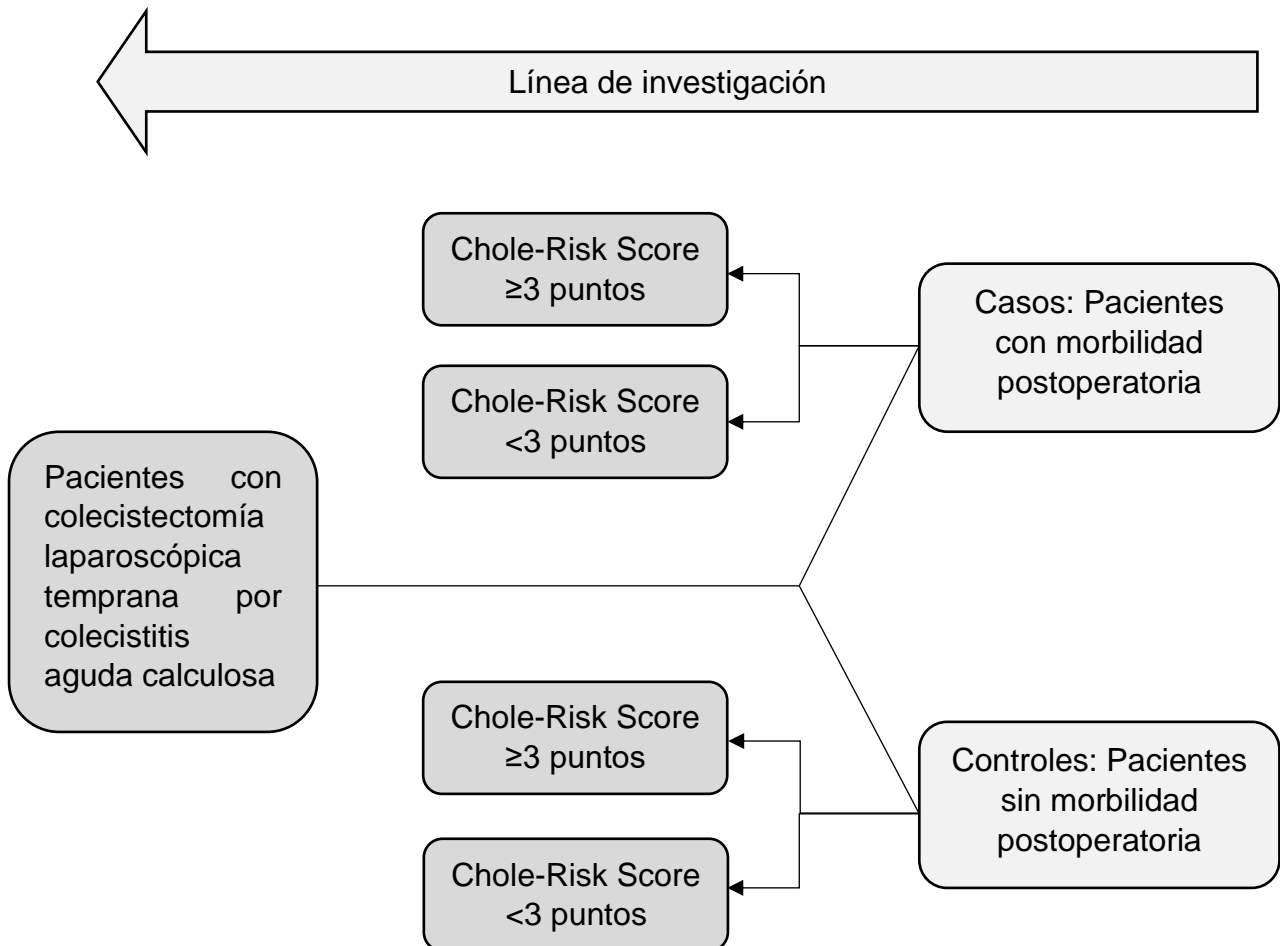 Línea de investigación
Chole-Risk Score
≥3 puntos
Casos: Pacientes
con morbilidad
postoperatoria
Chole-Risk Score
<3 puntos
Pacientes con
colecistectomía
laparoscópica
temprana por
colecistitis
aguda calculosa
Chole-Risk Score
≥3 puntos
Controles: Pacientes
sin morbilidad
postoperatoria
Chole-Risk Score
<3 puntos